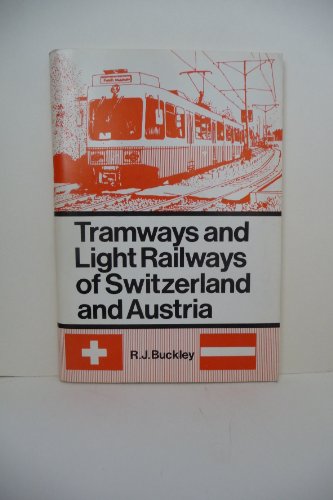 Tramways and
Light Railways
of Switzerland
and Austria
R.J. Buckley